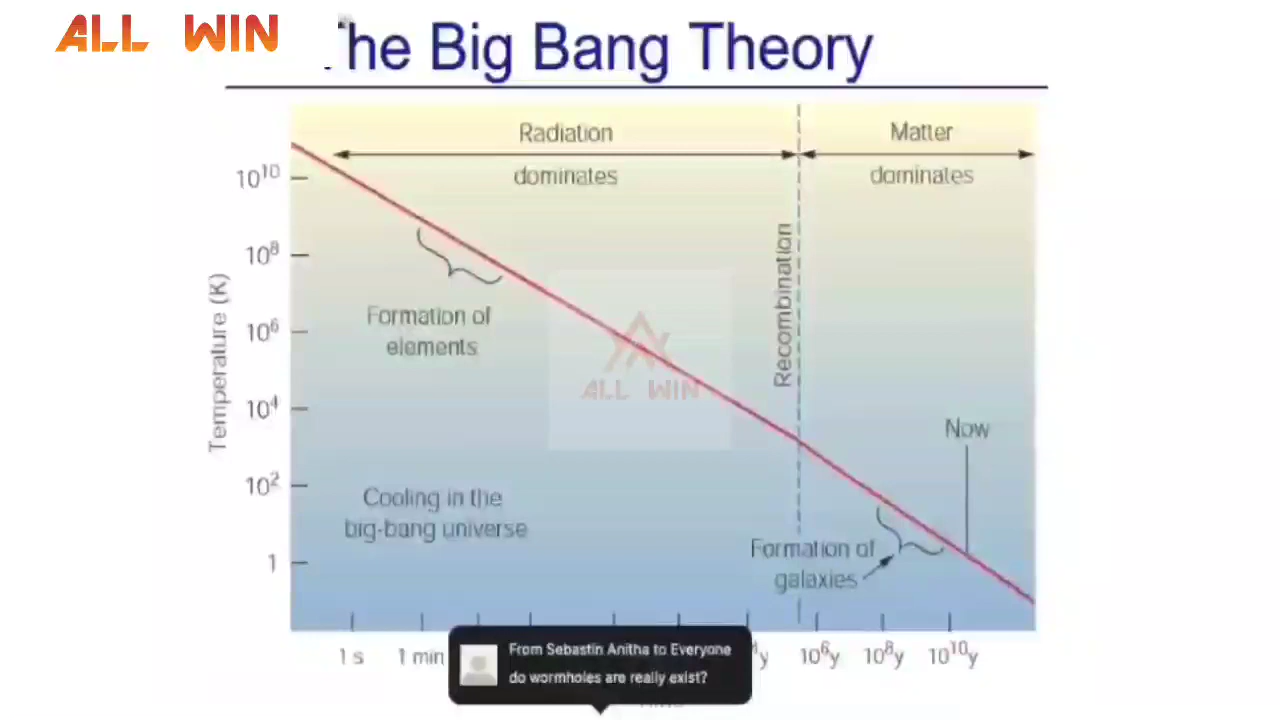 ALL WIN
The Big Bang Theory
Radiation
dominates
Matter
dominates
10¹⁰
10⁸
10⁶
10⁴
10²
1
Temperature (K)
Formation of
elements
Recombination
ALL WIN
Now
Cooling in the
big-bang universe
Formation of
galaxies
1 s
1 min
y
10⁶y
10⁸y
10¹⁰y
From Sebastin Anitha to Everyone
do wormholes are really exist?